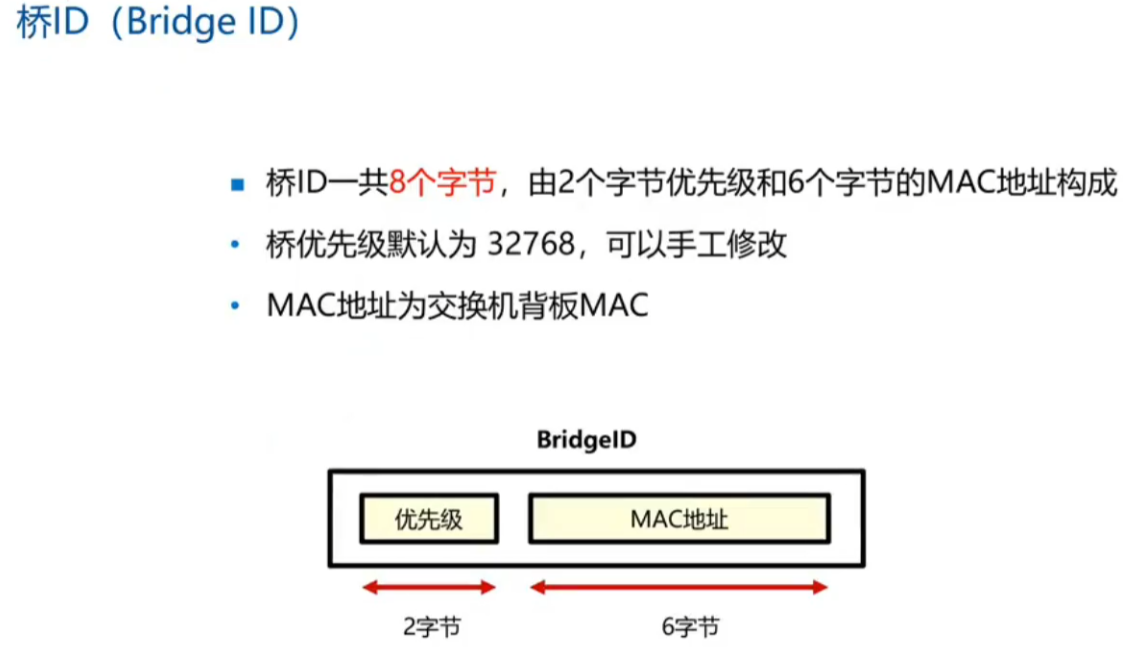 桥ID（Bridge ID）
桥ID一共8个字节，由2个字节优先级和6个字节的MAC地址构成
桥优先级默认为 32768，可以手工修改
MAC地址为交换机背板MAC
BridgeID
优先级 MAC地址
2字节 6字节